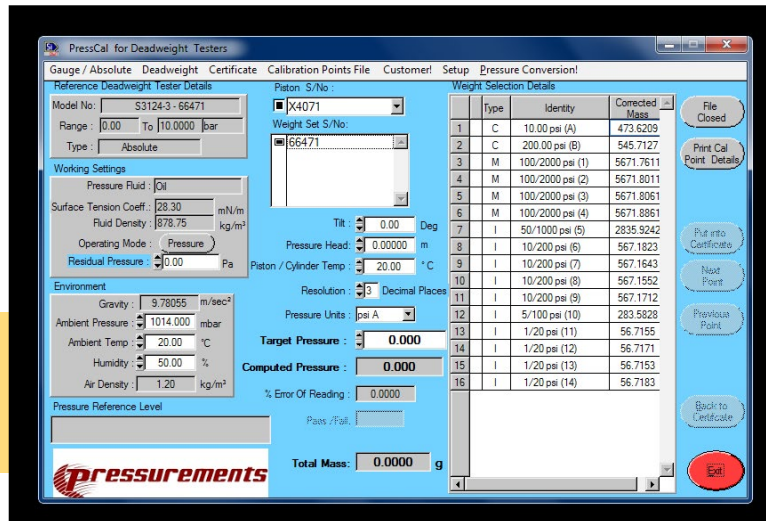 PressCal for Deadweight Testers
Gauge / Absolute Deadweight Certificate Calibration Points File Customer! Setup Pressure Conversion!
Reference Deadweight Tester Details
Model No: S3124-3 - 66471
Range : 0.00 To 10.0000 bar
Type : Absolute
Working Settings
Pressure Fluid : Oil
Surface Tension Coeff.: 28.30 mN/m
Fluid Density : 878.75 kg/m³
Operating Mode : Pressure
Residual Pressure : 0.00 Pa
Environment
Gravity : 9.78055 m/sec²
Ambient Pressure : 1014.000 mbar
Ambient Temp : 20.00 °C
Humidity : 50.00 %
Air Density : 1.20 kg/m³
Pressure Reference Level
pressurements
Piston S/No :
X4071
Weight Set S/No:
66471
Tilt : 0.00 Deg
Pressure Head: 0.00000 m
Piston / Cylinder Temp : 20.00 °C
Resolution : 3 Decimal Places
Pressure Units : psi A
Target Pressure : 0.000
Computed Pressure : 0.000
% Error Of Reading : 0.0000
Pass /Fail.
Total Mass: 0.0000 g
Weight Selection Details
Type Identity Corrected Mass
1 C 10.00 psi (A) 473.6209
2 C 200.00 psi (B) 545.7127
3 M 100/2000 psi (1) 5671.7611
4 M 100/2000 psi (2) 5671.8011
5 M 100/2000 psi (3) 5671.8061
6 M 100/2000 psi (4) 5671.8861
7 I 50/1000 psi (5) 2835.9242
8 I 10/200 psi (6) 567.1823
9 I 10/200 psi (7) 567.1643
10 I 10/200 psi (8) 567.1552
11 I 10/200 psi (9) 567.1712
12 I 5/100 psi (10) 283.5828
13 I 1/20 psi (11) 56.7155
14 I 1/20 psi (12) 56.7171
15 I 1/20 psi (13) 56.7153
16 I 1/20 psi (14) 56.7183
File
Closed
Print Cal
Point Details
Put into
Certificate
Next
Point
Previous
Point
Back to
Certificate
Exit